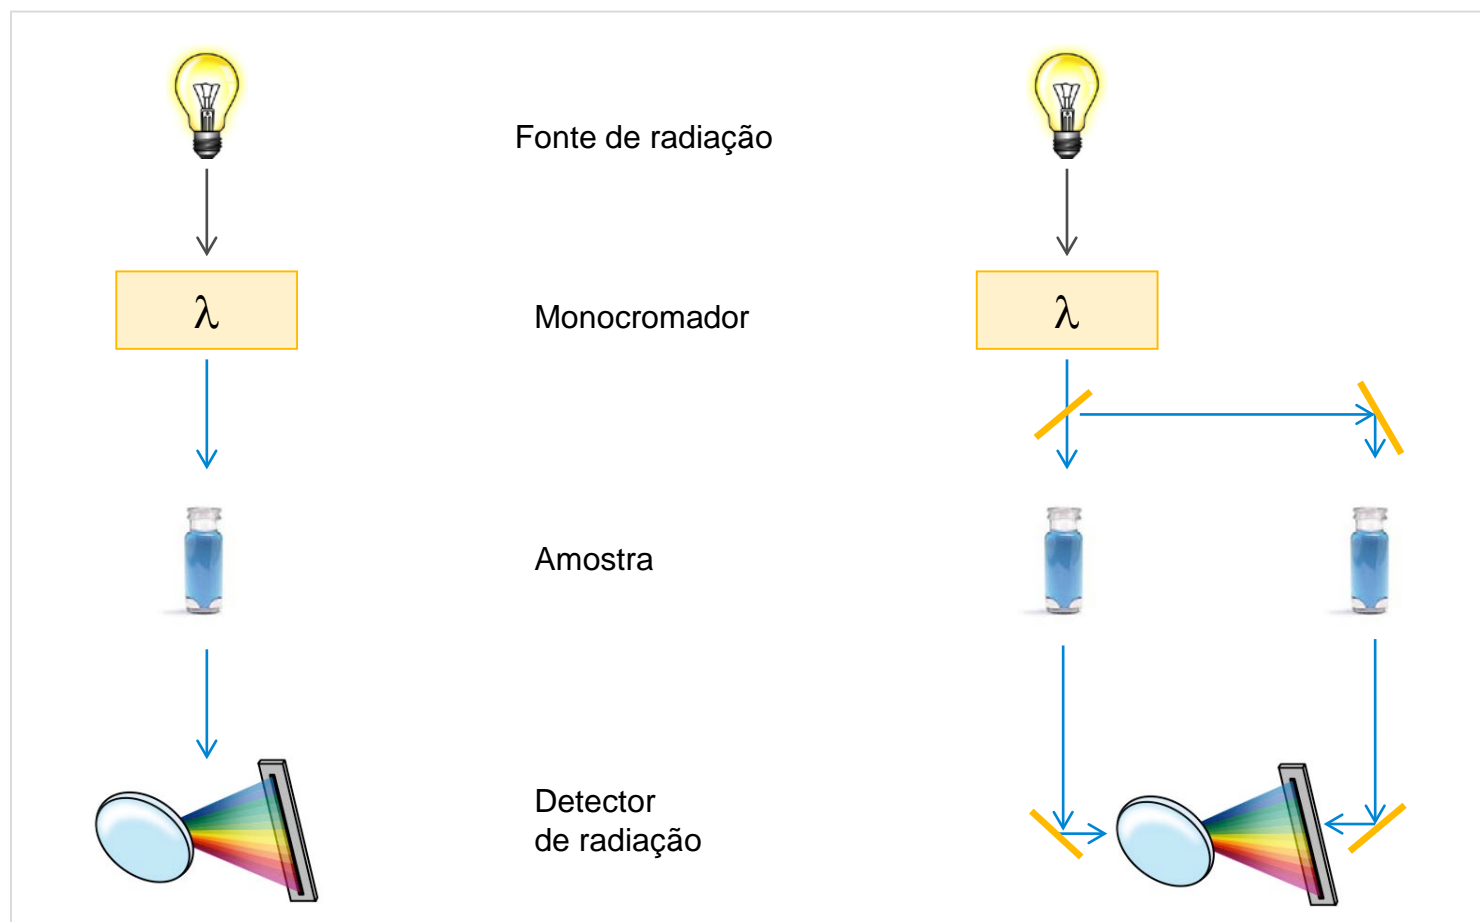 Fonte de radiação
λ
Monocromador
λ
Amostra
Detector
de radiação